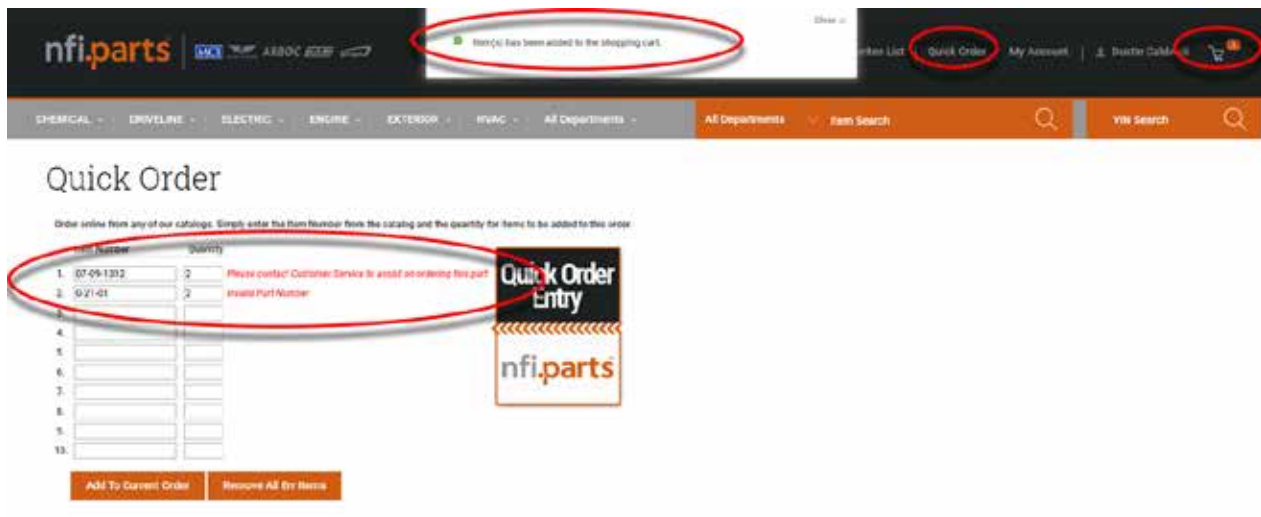 Close
Item(s) has been added to the shopping cart.
nfi.parts MCI ARBOC
List | Quick Order My Account |
CHEMICAL DRIVELINE ELECTRIC ENGINE EXTERIOR HVAC All Departments All Departments Item Search VIN Search
Quick Order
Order online from any of our catalogs. Simply enter the Item Number from the catalog and the quantity for items to be added to this order
Item Number Quantity
1. 07-09-1312 2 Please contact Customer Service to assist on ordering this part
2. 2 Invalid Part Number
3.
4.
5.
6.
7.
8.
9.
10.
Quick Order
Entry
nfi.parts
Add To Current Order Remove All Err Items